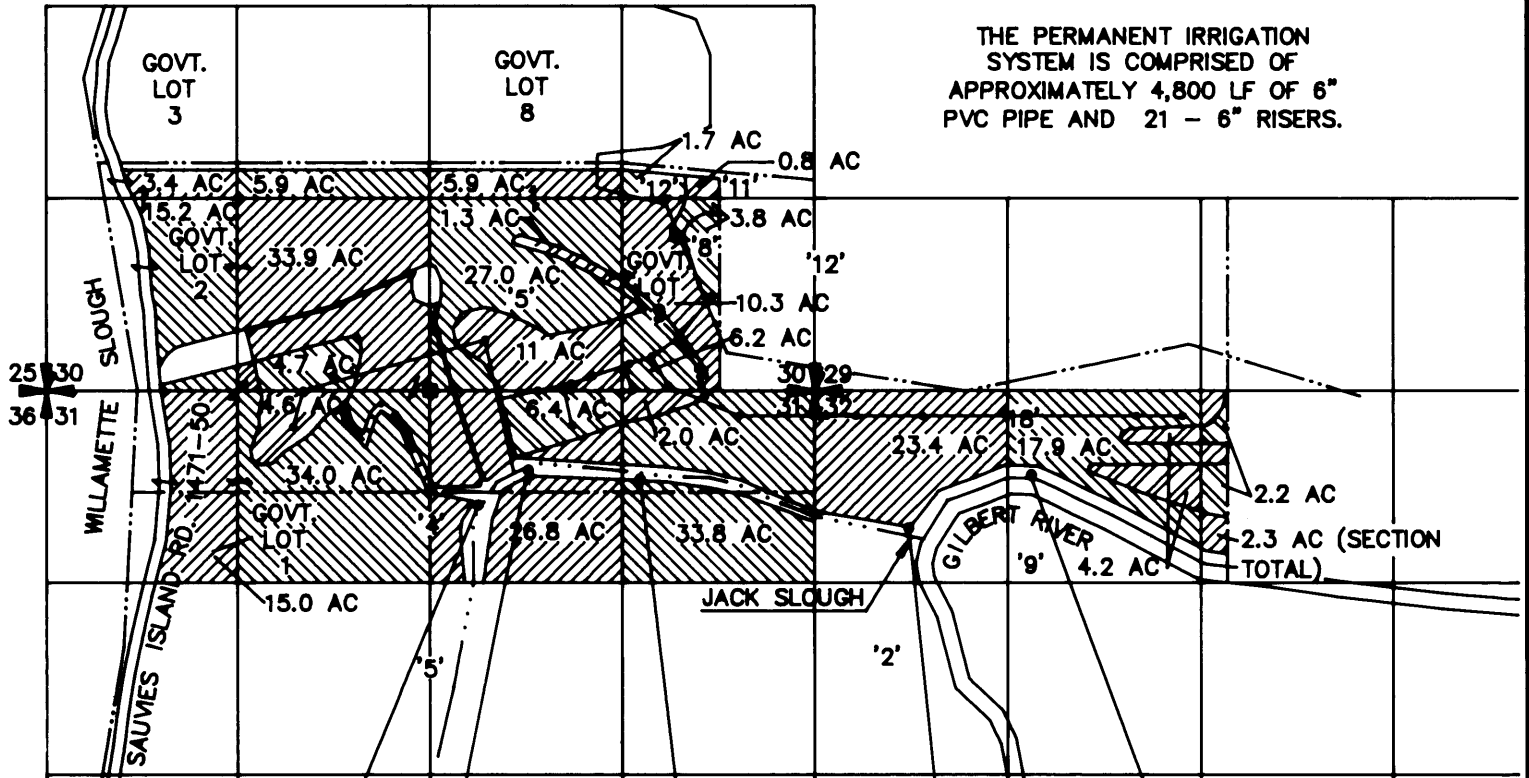 THE PERMANENT IRRIGATION
SYSTEM IS COMPRISED OF
APPROXIMATELY 4,800 LF OF 6"
PVC PIPE AND 21 - 6" RISERS.
GOVT.
LOT
3
GOVT.
LOT
8
1.7 AC
0.8 AC
3.4 AC
5.9 AC
5.9 AC
'12'
'11'
15.2 AC
1.3 AC
3.8 AC
GOVT.
LOT
2
33.9 AC
27.0 AC
'5'
GOVT.
LOT
'8'
'12'
10.3 AC
6.2 AC
11 AC
4.7 AC
25 30
36 31
30 29
31 32
WILLAMETTE SLOUGH
SAUVIES ISLAND RD.
1471-50
4.6 AC
6.4 AC
2.0 AC
34.0 AC
23.4 AC
18'
17.9 AC
2.2 AC
GOVT.
LOT
1
'4'
26.8 AC
33.8 AC
GILBERT RIVER
'9'
4.2 AC
2.3 AC (SECTION
TOTAL)
15.0 AC
JACK SLOUGH
'5'
'2'